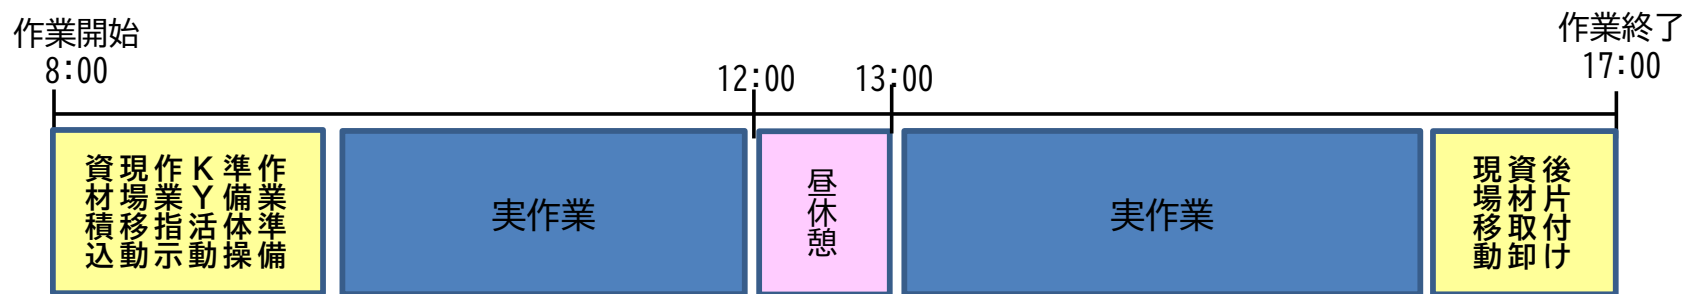 作業開始
8:00
12:00
13:00
作業終了
17:00
資材積込
現場移動
作業指示
KY活動
準備体操
作業準備
実作業
昼休憩
実作業
現場移動
資材取卸
後片付け